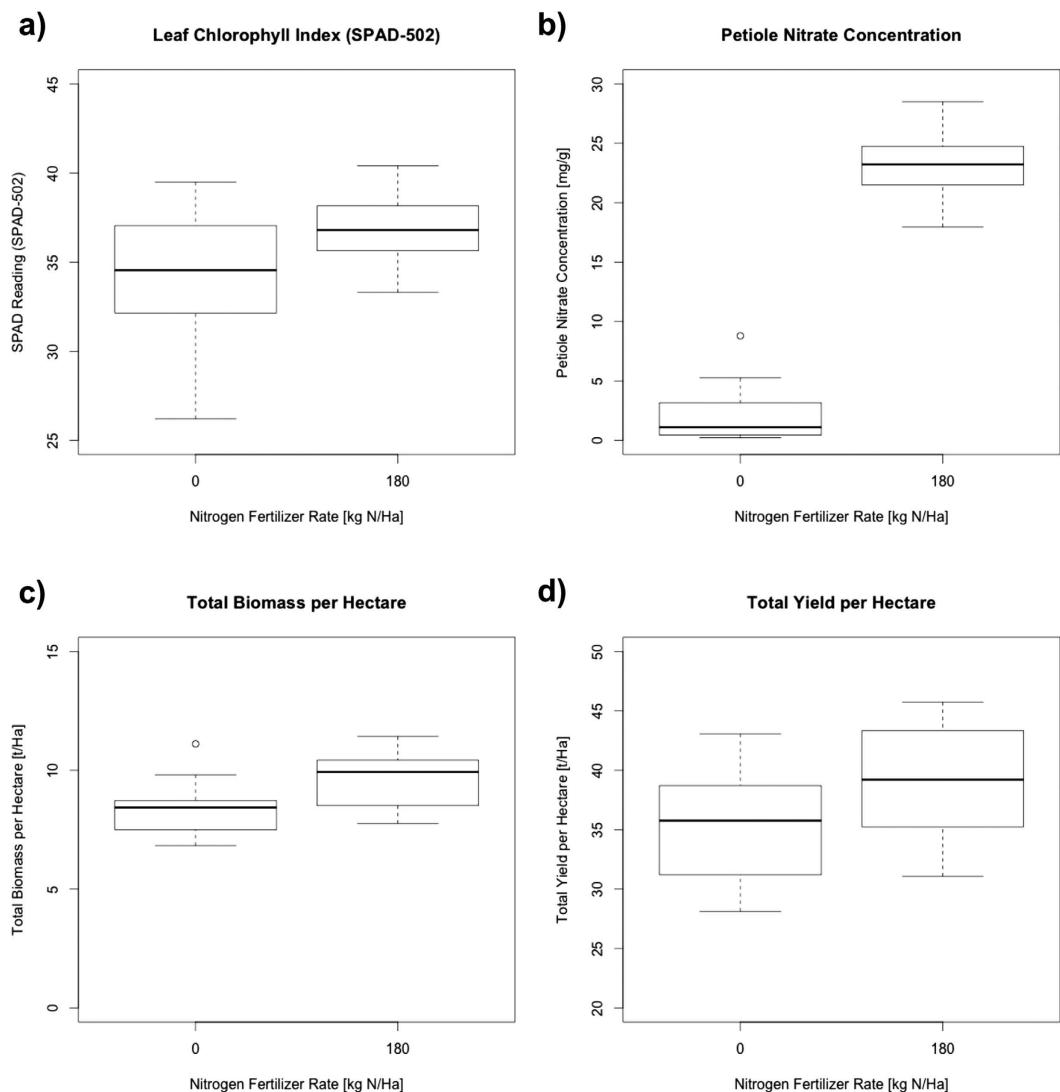 a)
Leaf Chlorophyll Index (SPAD-502)
SPAD Reading (SPAD-502)
45
40
35
30
25
0
180
Nitrogen Fertilizer Rate [kg N/Ha]
b)
Petiole Nitrate Concentration
Petiole Nitrate Concentration [mg/g]
30
25
20
15
10
5
0
0
180
Nitrogen Fertilizer Rate [kg N/Ha]
c)
Total Biomass per Hectare
Total Biomass per Hectare [t/Ha]
15
10
5
0
0
180
Nitrogen Fertilizer Rate [kg N/Ha]
d)
Total Yield per Hectare
Total Yield per Hectare [t/Ha]
50
45
40
35
30
25
20
0
180
Nitrogen Fertilizer Rate [kg N/Ha]